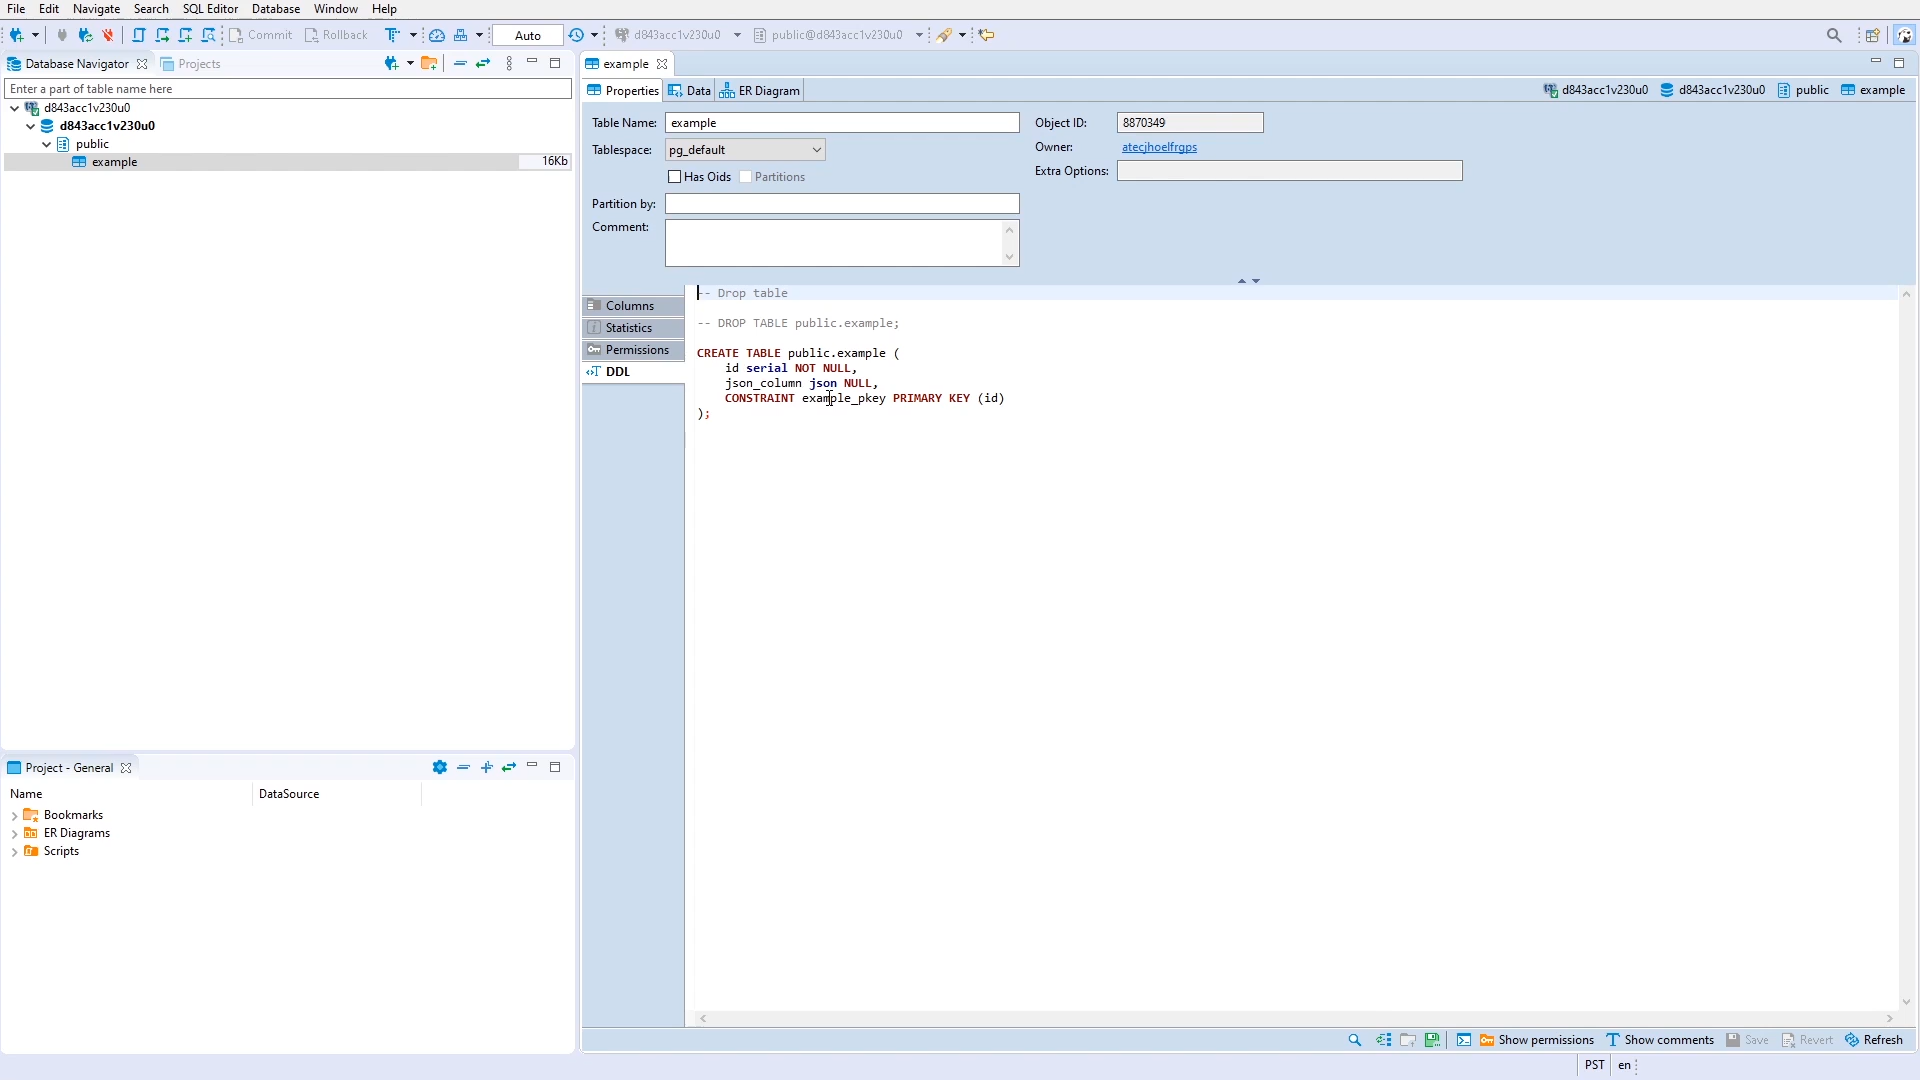 File Edit Navigate Search SQL Editor Database Window Help
Commit Rollback Auto d843acc1v230u0 public@d843acc1v230u0
Database Navigator Projects
Enter a part of table name here
d843acc1v230u0
d843acc1v230u0
public
example 16Kb
Project - General
Name DataSource
Bookmarks
ER Diagrams
Scripts
example
Properties Data ER Diagram d843acc1v230u0 d843acc1v230u0 public example
Table Name: example Object ID: 8870349
Tablespace: pg_default Owner: atecjhoelfrgps
Has Oids Partitions Extra Options:
Partition by:
Comment:
Columns
Statistics
Permissions
DDL
-- Drop table
-- DROP TABLE public.example;
CREATE TABLE public.example (
id serial NOT NULL,
json_column json NULL,
CONSTRAINT example_pkey PRIMARY KEY (id)
);
Show permissions Show comments Save Revert Refresh
PST en